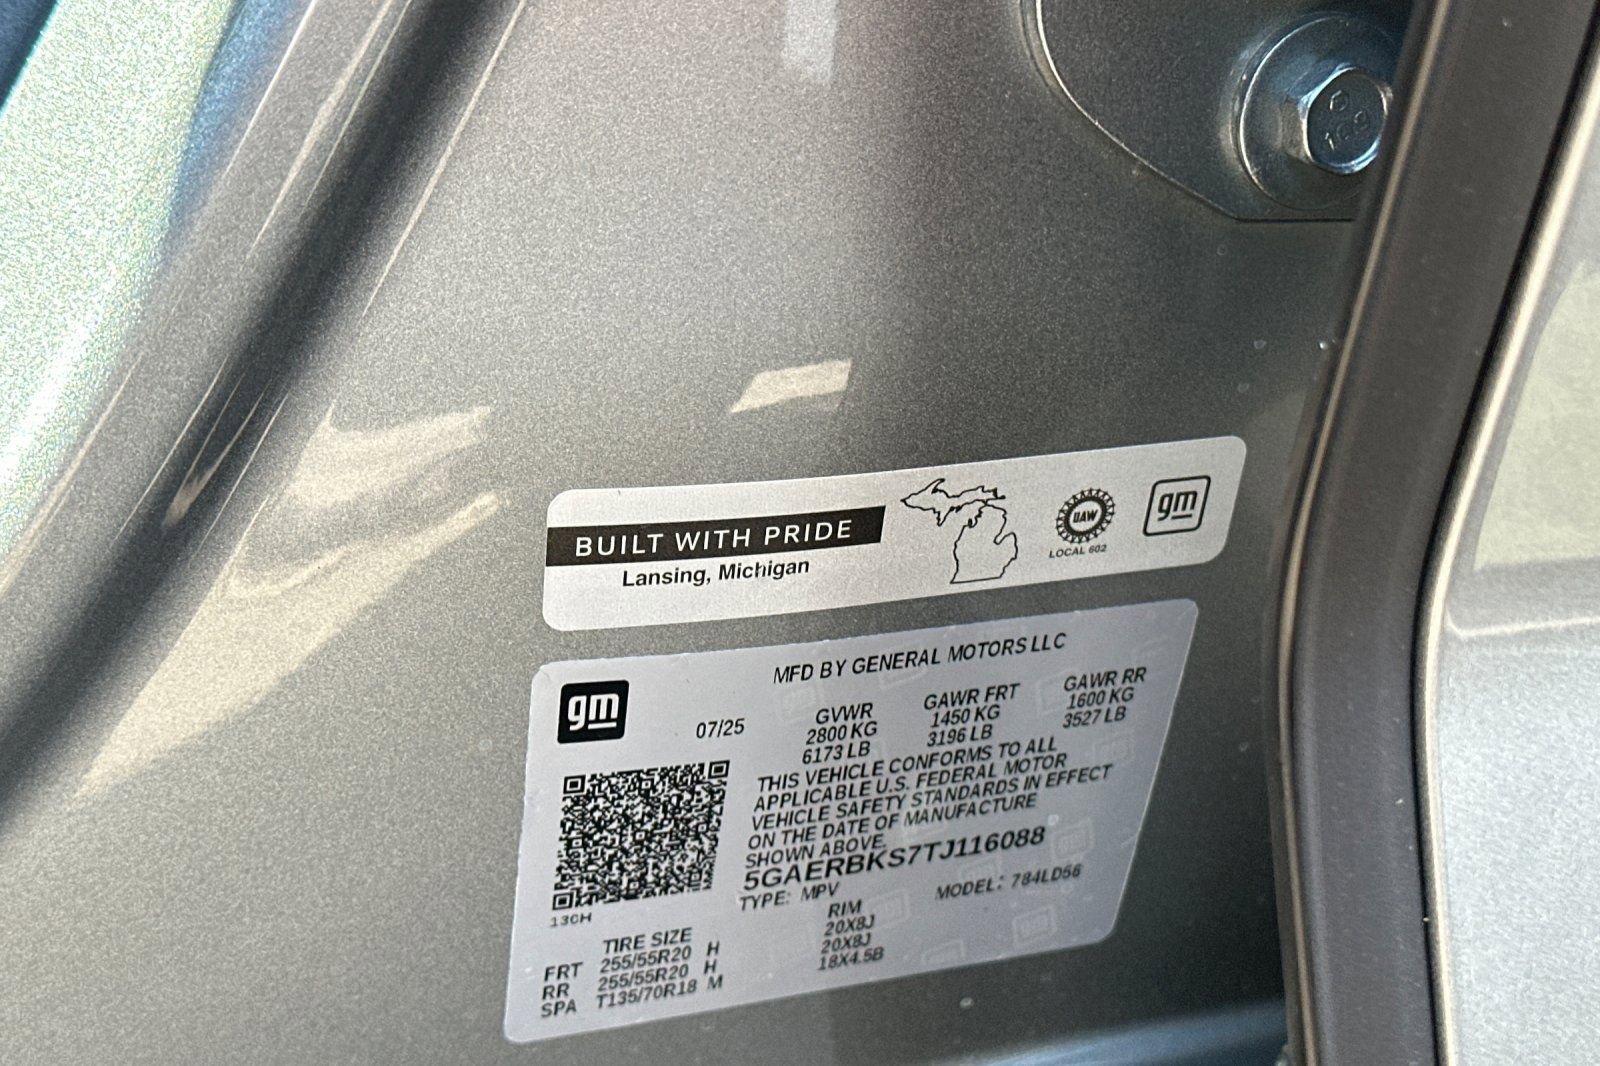 109
BUILT WITH PRIDE
Lansing, Michigan
UAW
LOCAL 602
gm
MFD BY GENERAL MOTORS LLC
gm
07/25
GVWR
2800 KG
6173 LB
GAWR FRT
1450 KG
3196 LB
GAWR RR
1600 KG
3527 LB
THIS VEHICLE CONFORMS TO ALL
APPLICABLE U.S. FEDERAL MOTOR
VEHICLE SAFETY STANDARDS IN EFFECT
ON THE DATE OF MANUFACTURE
SHOWN ABOVE.
5GAERBKS7TJ116088
TYPE: MPV MODEL: 784LD56
13CH
TIRE SIZE RIM
FRT 255/55R20 H 20X8J
RR 255/55R20 H 20X8J
SPA T135/70R18 M 18X4.5B